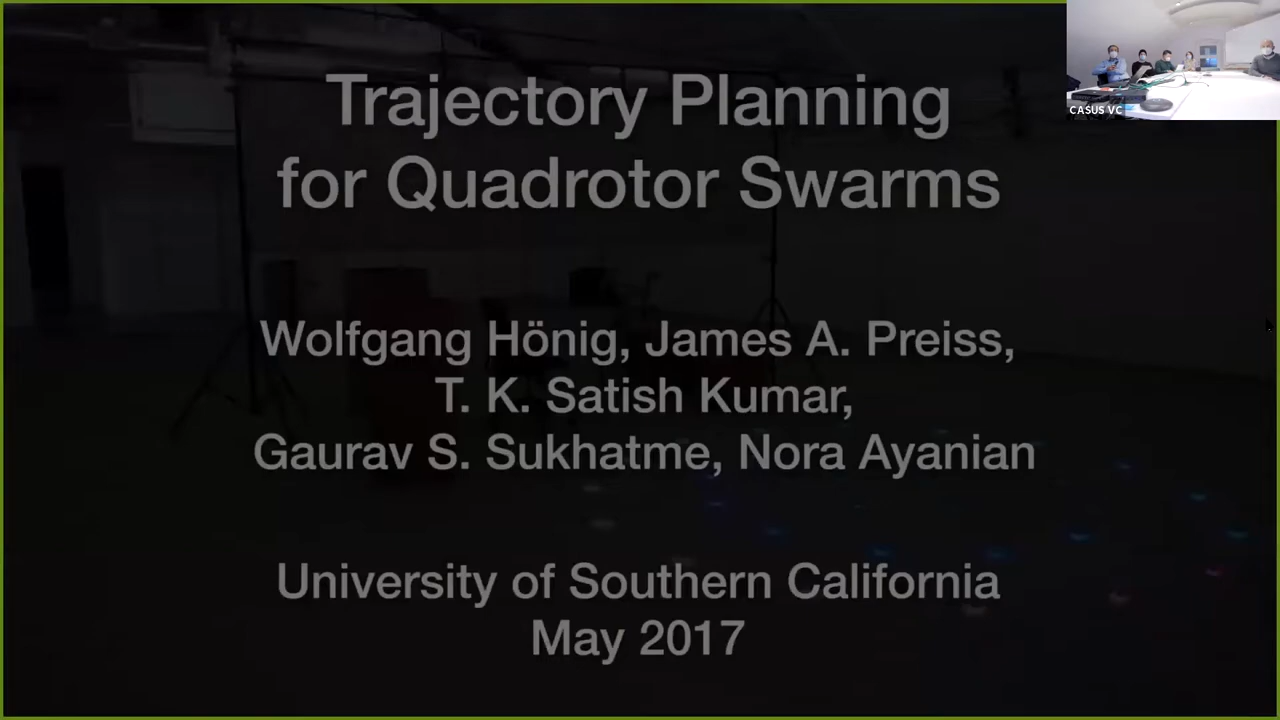 Trajectory Planning
for Quadrotor Swarms
Wolfgang Hönig, James A. Preiss,
T. K. Satish Kumar,
Gaurav S. Sukhatme, Nora Ayanian
University of Southern California
May 2017
CASUS VC